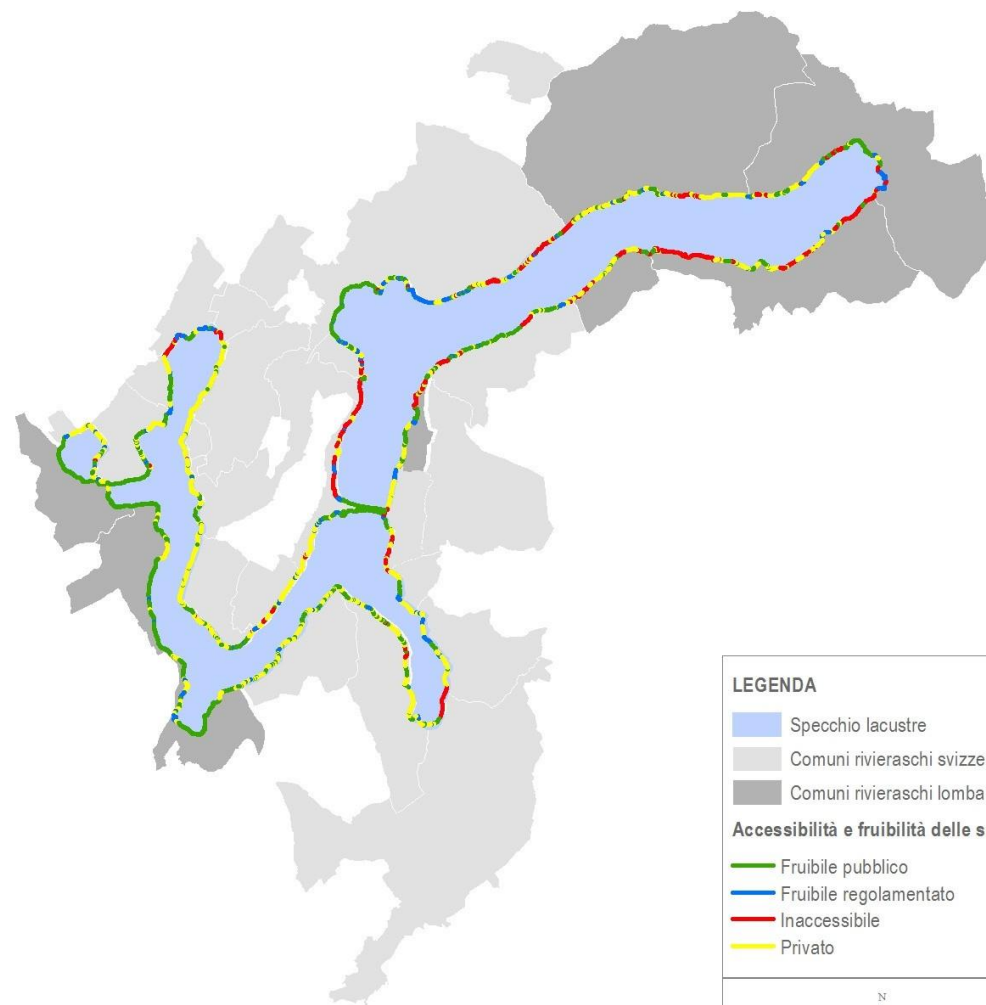 LEGENDA
Specchio lacustre
Comuni rivieraschi svizze
Comuni rivieraschi lomba
Accessibilità e fruibilità delle s
Fruibile pubblico
Fruibile regolamentato
Inaccessibile
Privato
N